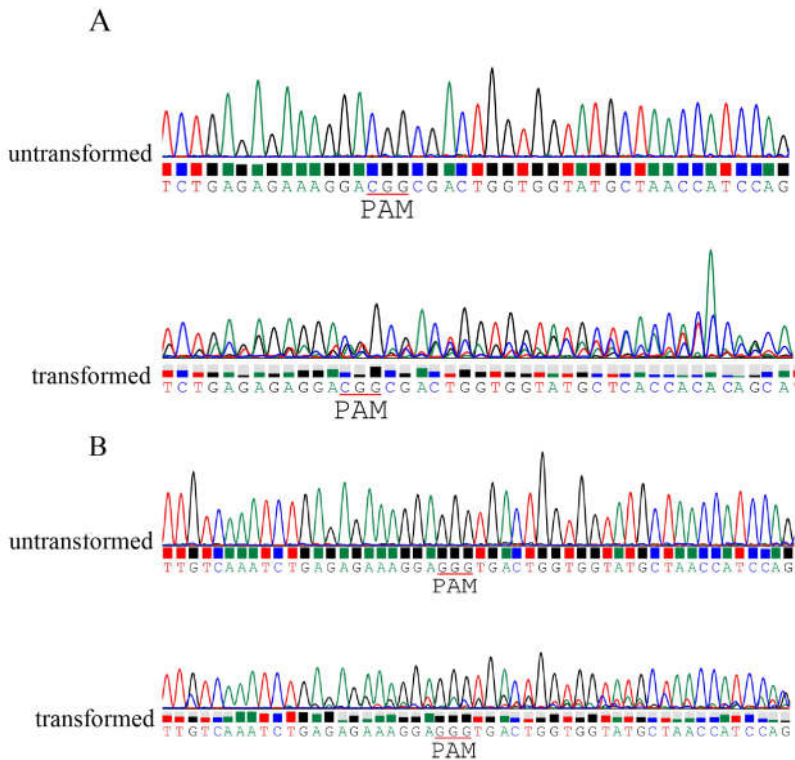 A
untransformed
TCTGAGAGAAAGGACGGCGACTGGTGGTATGCTAACCATCCAG
PAM
transformed
TCTGAGAGAGGACGGCGACTGGTGGTATGCTCACCACACAGCA
PAM
B
untranstormed
TTGTCAAATCTGAGAGAAAGGAGGGTGACTGGTGGTATGCTAACCATCCAG
PAM
transformed
TTGTCAAATCTGAGAGAAAGGAGGGTGACTGGTGGTATGCTAACCATCCAG
PAM